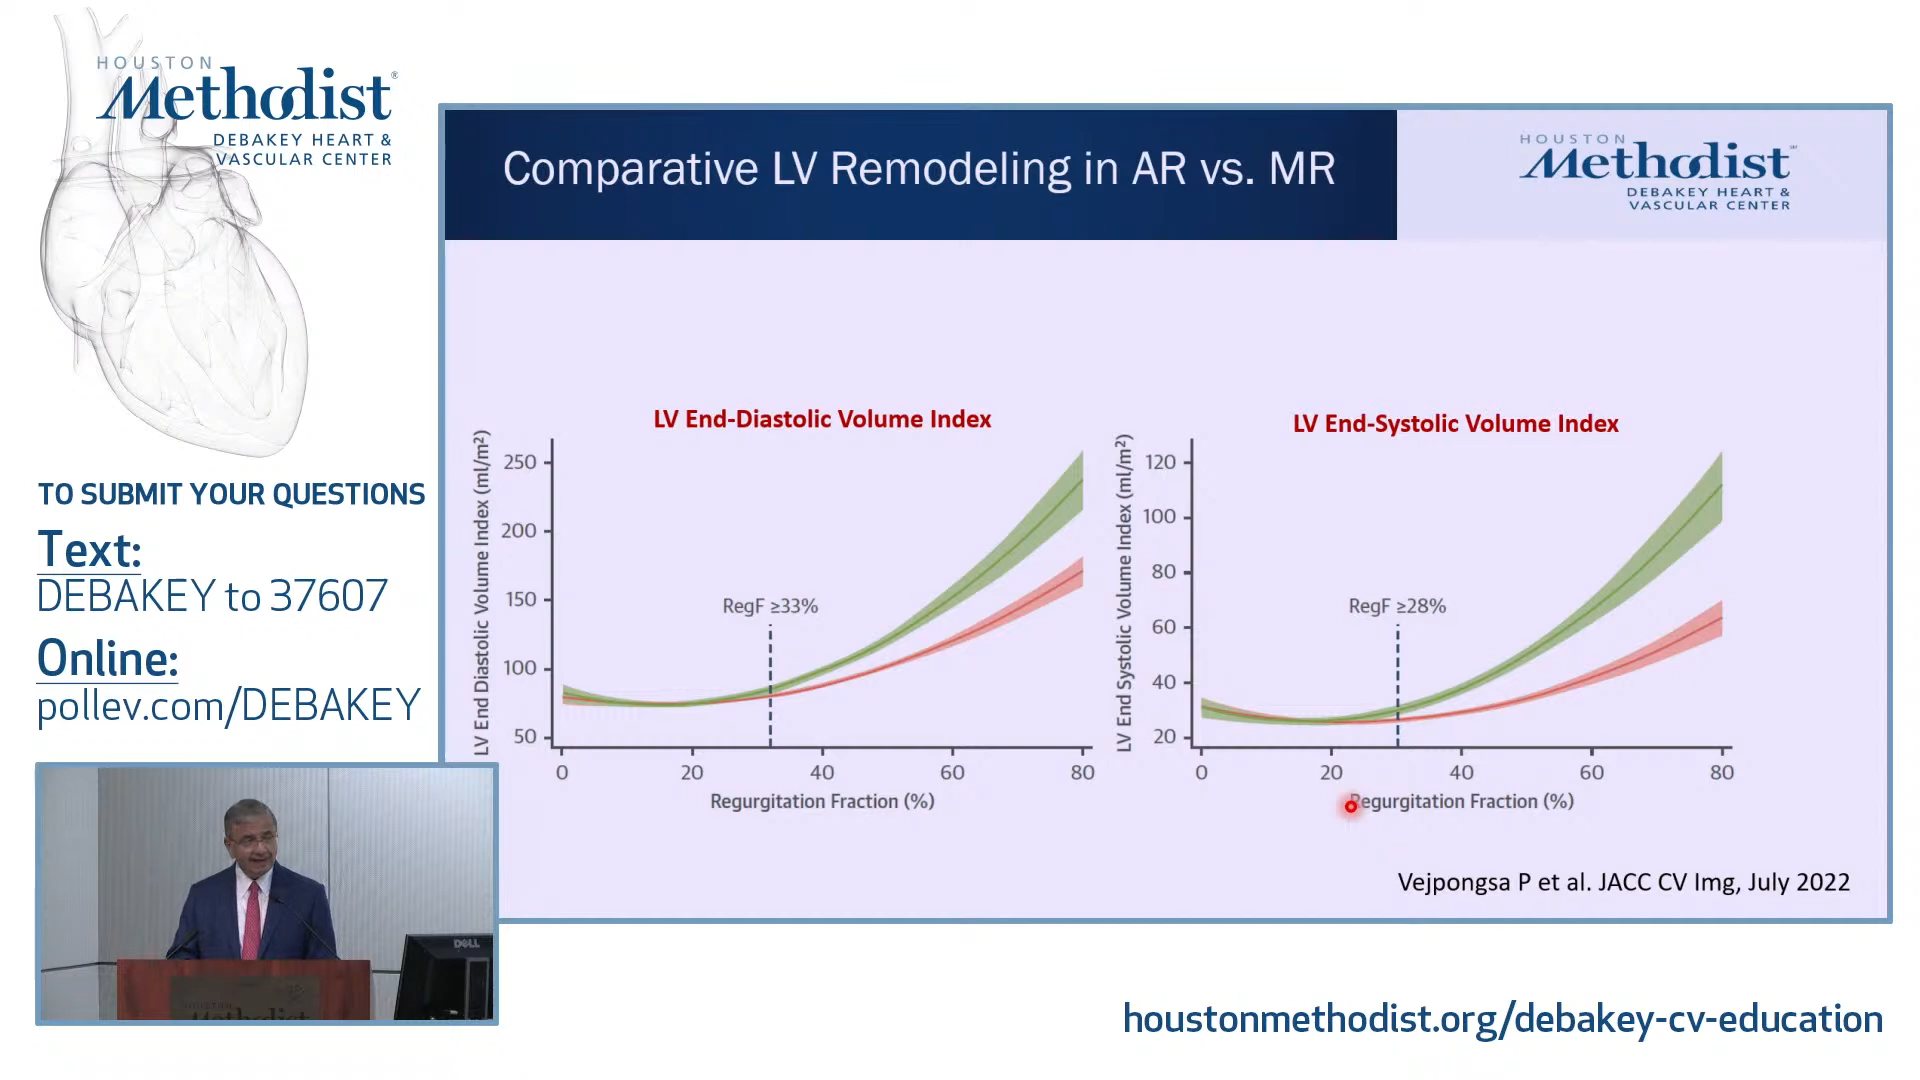 HOUSTON
Methodist®
DEBAKEY HEART &
VASCULAR CENTER
TO SUBMIT YOUR QUESTIONS
Text:
DEBAKEY to 37607
Online:
pollev.com/DEBAKEY
Comparative LV Remodeling in AR vs. MR
HOUSTON
Methodist℠
DEBAKEY HEART &
VASCULAR CENTER
LV End-Diastolic Volume Index
LV End Diastolic Volume Index (ml/m²)
250
200
150
100
50
RegF ≥33%
0 20 40 60 80
Regurgitation Fraction (%)
LV End-Systolic Volume Index
LV End Systolic Volume Index (ml/m²)
120
100
80
60
40
20
RegF ≥28%
0 20 40 60 80
Regurgitation Fraction (%)
Vejpongsa P et al. JACC CV Img, July 2022
DELL
HOUSTON
Methodist
houstonmethodist.org/debakey-cv-education